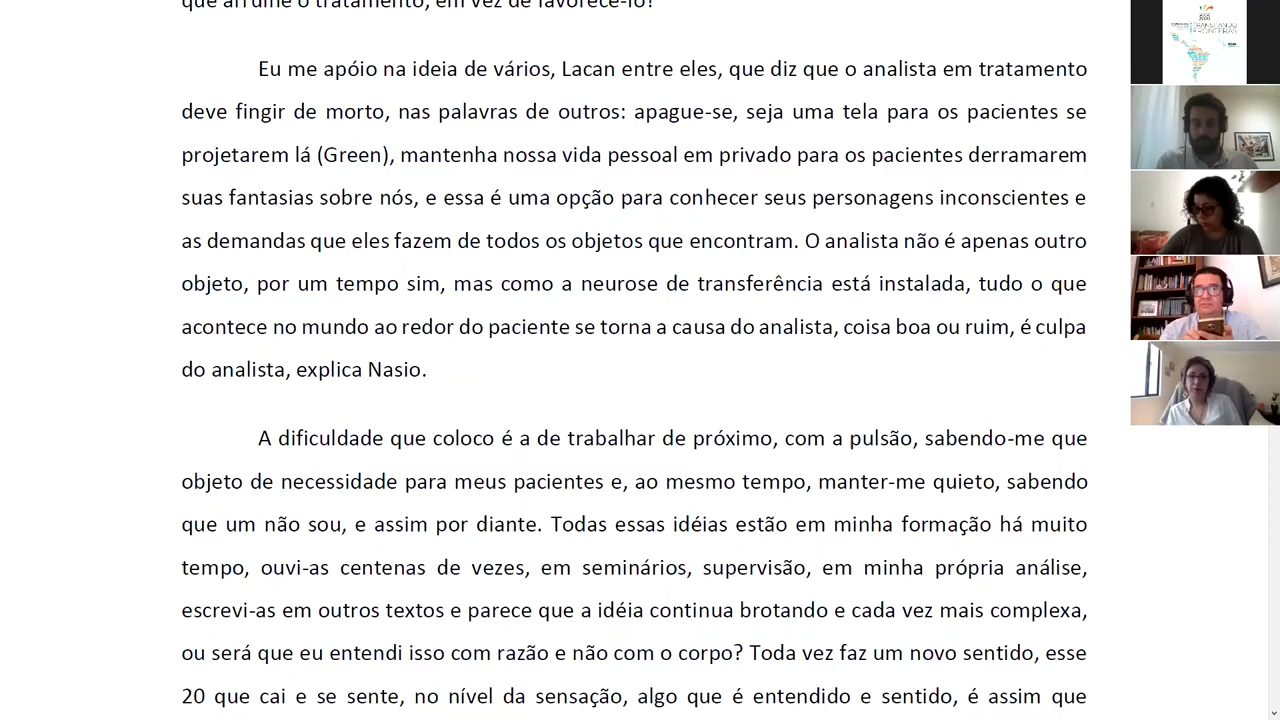 que arruíne o tratamento, em vez de favorecê-lo!
Eu me apóio na ideia de vários, Lacan entre eles, que diz que o analista em tratamento
deve fingir de morto, nas palavras de outros: apague-se, seja uma tela para os pacientes se
projetarem lá (Green), mantenha nossa vida pessoal em privado para os pacientes derramarem
suas fantasias sobre nós, e essa é uma opção para conhecer seus personagens inconscientes e
as demandas que eles fazem de todos os objetos que encontram. O analista não é apenas outro
objeto, por um tempo sim, mas como a neurose de transferência está instalada, tudo o que
acontece no mundo ao redor do paciente se torna a causa do analista, coisa boa ou ruim, é culpa
do analista, explica Nasio.
A dificuldade que coloco é a de trabalhar de próximo, com a pulsão, sabendo-me que
objeto de necessidade para meus pacientes e, ao mesmo tempo, manter-me quieto, sabendo
que um não sou, e assim por diante. Todas essas idéias estão em minha formação há muito
tempo, ouvi-as centenas de vezes, em seminários, supervisão, em minha própria análise,
escrevi-as em outros textos e parece que a idéia continua brotando e cada vez mais complexa,
ou será que eu entendi isso com razão e não com o corpo? Toda vez faz um novo sentido, esse
20 que cai e se sente, no nível da sensação, algo que é entendido e sentido, é assim que
TRANSITANDO
FRONTERAS